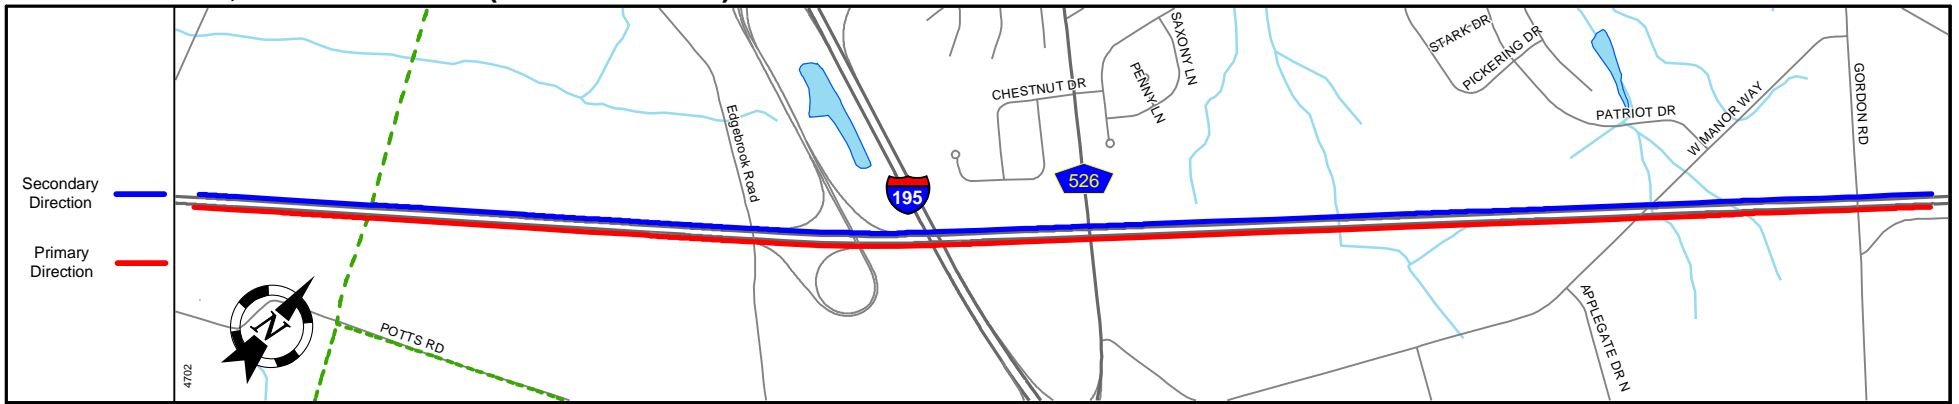 Secondary
Direction
Primary
Direction
4702
N
POTTS RD
Edgebrook Road
195
CHESTNUT DR
526
PENNY LN
SAXONY LN
STARK DR
PICKERING DR
PATRIOT DR
W MANOR WAY
GORDON RD
APPLEGATE DR N